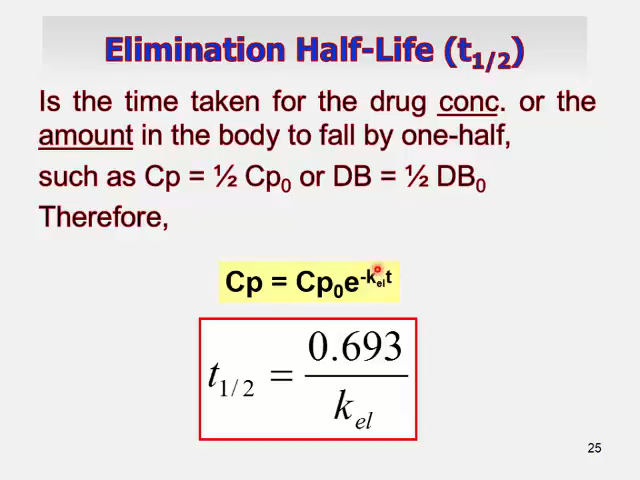 Elimination Half-Life (t1/2)
Is the time taken for the drug conc. or the
amount in the body to fall by one-half,
such as Cp = ½ Cp0 or DB = ½ DB0
Therefore,
Cp = Cp0e-kelt
t1/2 = 0.693 / kel
25